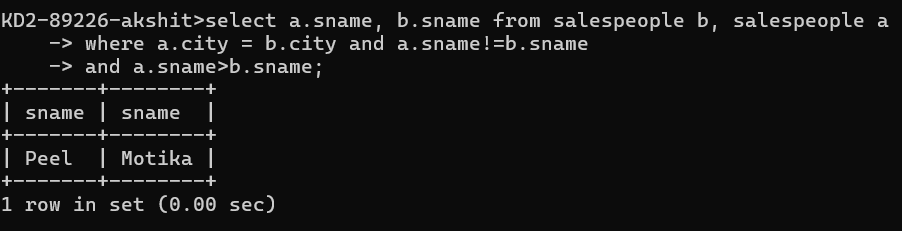 KD2-89226-akshit>select a.sname, b.sname from salespeople b, salespeople a
    -> where a.city = b.city and a.sname!=b.sname
    -> and a.sname>b.sname;
+-------+--------+
| sname | sname  |
+-------+--------+
| Peel  | Motika |
+-------+--------+
1 row in set (0.00 sec)